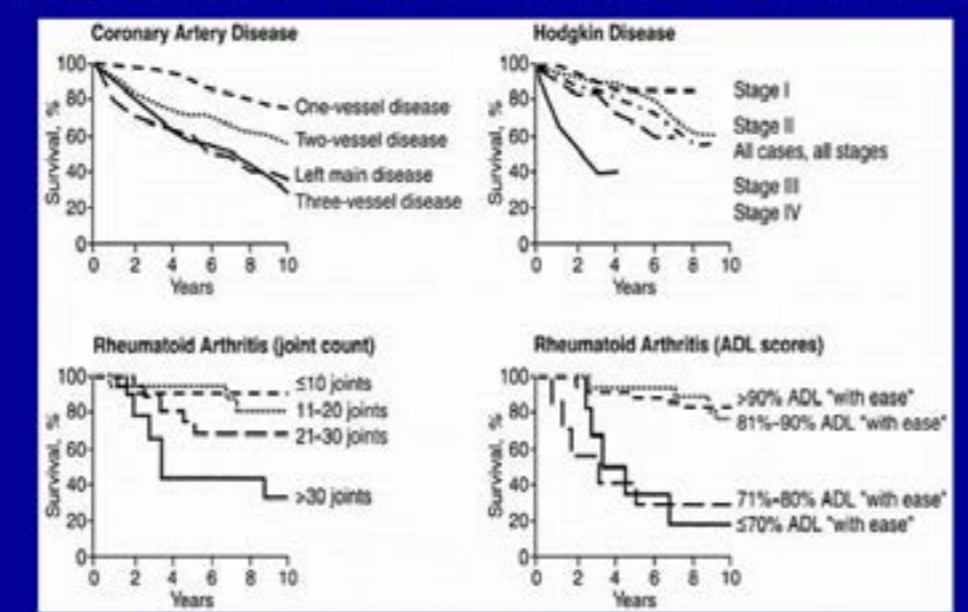 Coronary Artery Disease
100
80
60
40
20
0
Survival, %
One-vessel disease
Two-vessel disease
Left main disease
Three-vessel disease
0 2 4 6 8 10
Years
Hodgkin Disease
100
80
60
40
20
0
Survival, %
Stage I
Stage II
All cases, all stages
Stage III
Stage IV
0 2 4 6 8 10
Years
Rheumatoid Arthritis (joint count)
100
80
60
40
20
0
Survival, %
≤10 joints
11-20 joints
21-30 joints
>30 joints
0 2 4 6 8 10
Years
Rheumatoid Arthritis (ADL scores)
100
80
60
40
20
0
Survival, %
>90% ADL "with ease"
81%-90% ADL "with ease"
71%-80% ADL "with ease"
≤70% ADL "with ease"
0 2 4 6 8 10
Years